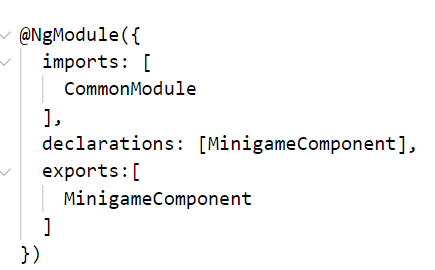 @NgModule({
  imports: [
    CommonModule
  ],
  declarations: [MinigameComponent],
  exports:[
    MinigameComponent
  ]
})